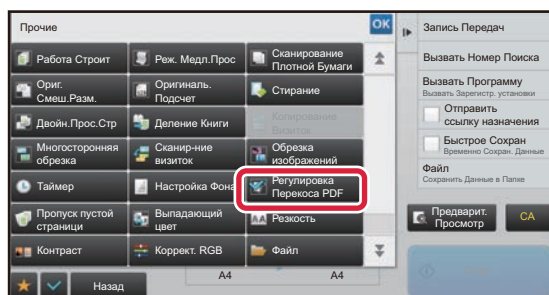 Прочие
OK
Запись Передач
Работа Строит
Реж. Медл.Прос
Сканирование
Плотной Бумаги
Вызвать Номер Поиска
Ориг.
Смеш.Разм.
Оригиналь.
Подсчет
Стирание
Вызвать Программу
Вызвать Зарегистр. установки
Двойн.Прос.Стр
Деление Книги
Копирование
Визиток
Отправить
ссылку назначения
Многосторонняя
обрезка
Сканир-ние
визиток
Обрезка
изображений
Быстрое Сохран
Временно Сохран. Данные
Таймер
Настройка Фона
Регулировка
Перекоса PDF
Файл
Сохранить Данные в Папке
Пропуск пустой
страници
Выпадающий
цвет
AA Резкость
Предварит.
Просмотр
CA
Контраст
Коррект. RGB
Файл
Назад
A4
A4